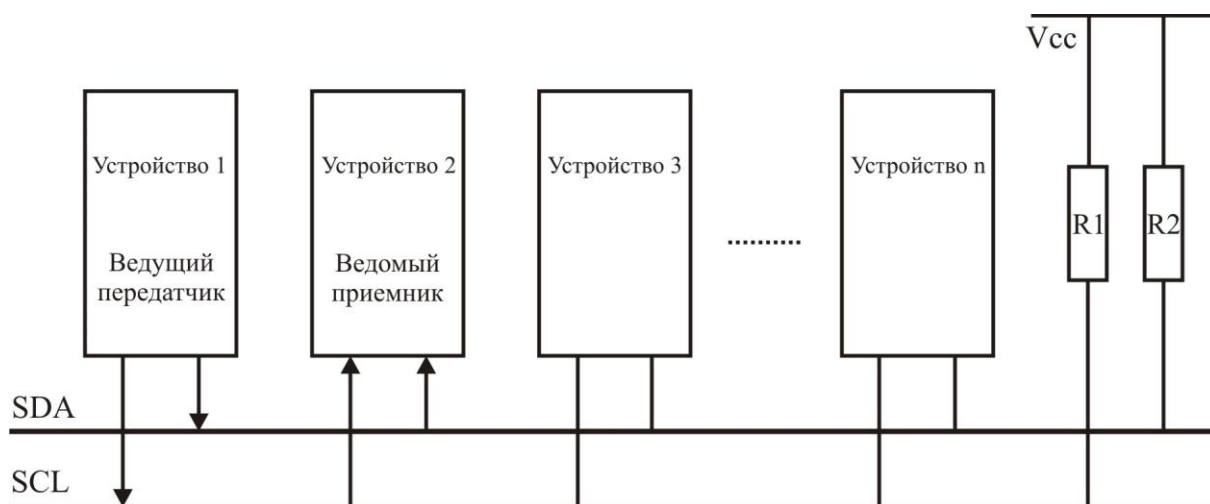 Vcc
Устройство 1
Устройство 2
Устройство 3
Устройство n
R1
R2
Ведущий
передатчик
Ведомый
приемник
SDA
SCL